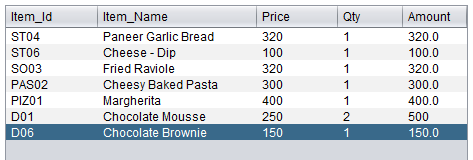 Item_Id Item_Name Price Qty Amount
ST04 Paneer Garlic Bread 320 1 320.0
ST06 Cheese - Dip 100 1 100.0
SO03 Fried Raviole 320 1 320.0
PAS02 Cheesy Baked Pasta 300 1 300.0
PIZ01 Margherita 400 1 400.0
D01 Chocolate Mousse 250 2 500
D06 Chocolate Brownie 150 1 150.0